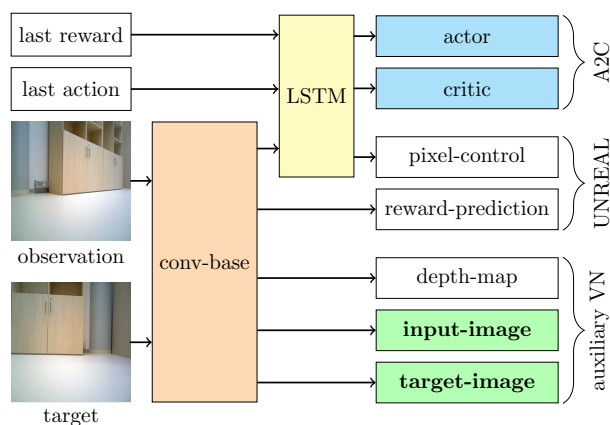 last reward
last action
observation
target
conv-base
LSTM
actor
critic
pixel-control
reward-prediction
depth-map
input-image
target-image
A2C
UNREAL
auxiliary VN